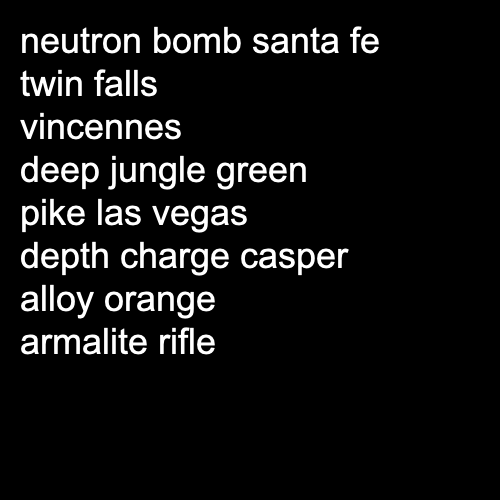 neutron bomb santa fe
twin falls
vincennes
deep jungle green
pike las vegas
depth charge casper
alloy orange
armalite rifle